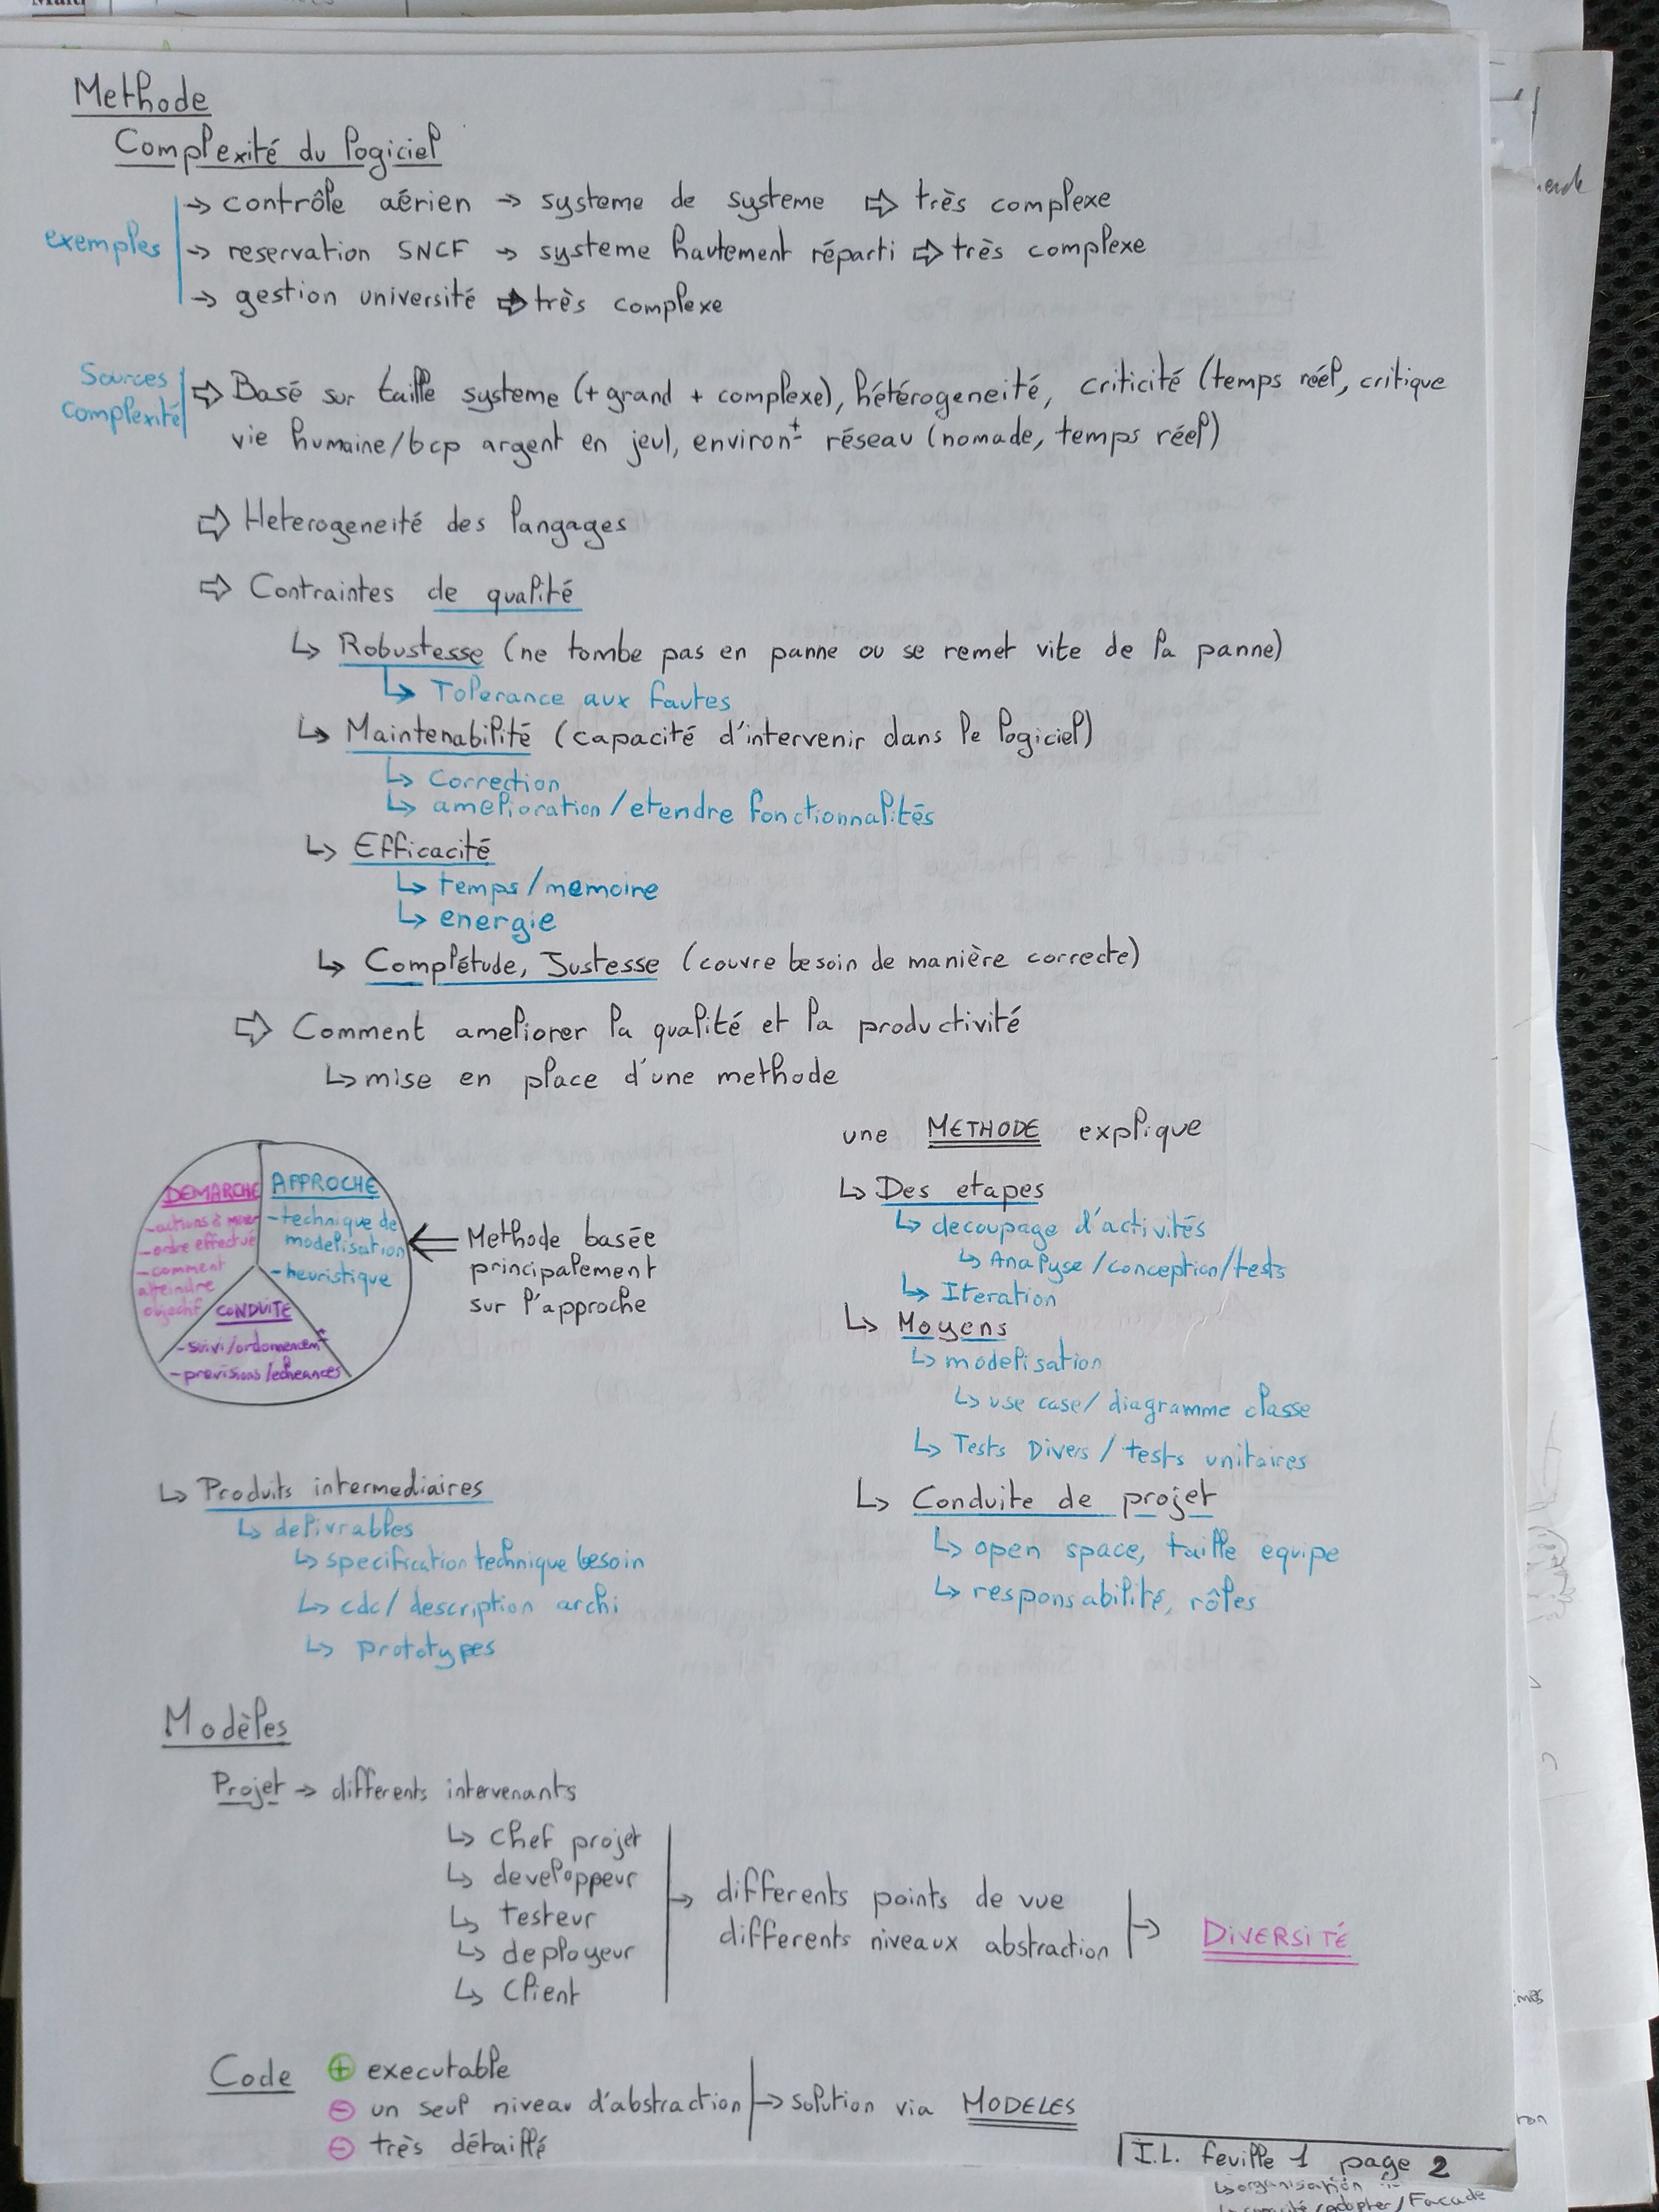 Methode
Complexité du logiciel
exemples
→ contrôle aérien → systeme de systeme ⇨ très complexe
→ reservation SNCF → systeme hautement réparti ⇨ très complexe
→ gestion université ⇨ très complexe
Sources complexité
⇨ Basé sur taille systeme (+ grand + complexe), hétérogeneité, criticité (temps réel, critique
vie humaine/bcp argent en jeu), environt réseau (nomade, temps réel)
⇨ Heterogeneité des langages
⇨ Contraintes de qualité
↳ Robustesse (ne tombe pas en panne ou se remet vite de la panne)
↳ Tolerance aux fautes
↳ Maintenabilité (capacité d'intervenir dans le logiciel)
↳ Correction
↳ amelioration/etendre fonctionnalités
↳ Efficacité
↳ temps/memoire
↳ energie
↳ Complétude, Justesse (couvre besoin de manière correcte)
⇨ Comment ameliorer la qualité et la productivité
↳ mise en place d'une methode
DEMARCHE
- actions à mener
- ordre effectué
- comment
atteindre
objectif
APPROCHE
- technique de
modelisation
- heuristique
CONDUITE
- suivi/ordonnancemt
- previsions/echeances
⇐ Methode basée
principalement
sur l'approche
une METHODE explique
↳ Des etapes
↳ decoupage d'activités
↳ Analyse/conception/tests
↳ Iteration
↳ Moyens
↳ modelisation
↳ use case/ diagramme classe
↳ Tests Divers / tests unitaires
↳ Conduite de projet
↳ open space, taille equipe
↳ responsabilité, rôles
↳ Produits intermediaires
↳ delivrables
↳ specification technique besoin
↳ cdc/ description archi
↳ prototypes
Modèles
Projet → differents intervenants
↳ chef projet
↳ developpeur
↳ testeur
↳ deployeur
↳ Client
→ differents points de vue
differents niveaux abstraction
→ DIVERSITÉ
Code ⊕ executable
⊖ un seul niveau d'abstraction
⊖ très détaillé
→ solution via MODELES
I.L. feuille 1 page 2
↳ organisation